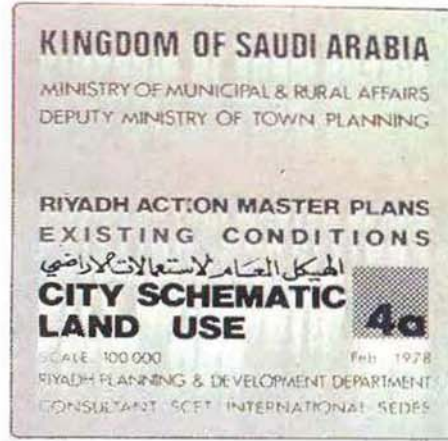 KINGDOM OF SAUDI ARABIA
MINISTRY OF MUNICIPAL & RURAL AFFAIRS
DEPUTY MINISTRY OF TOWN PLANNING
RIYADH ACTION MASTER PLANS
EXISTING CONDITIONS
الهيكل العام لاستعمالات الاراضي
CITY SCHEMATIC
LAND USE
4a
SCALE 100 000
Feb 1978
RIYADH PLANNING & DEVELOPMENT DEPARTMENT
CONSULTANT SCET INTERNATIONAL SEDES